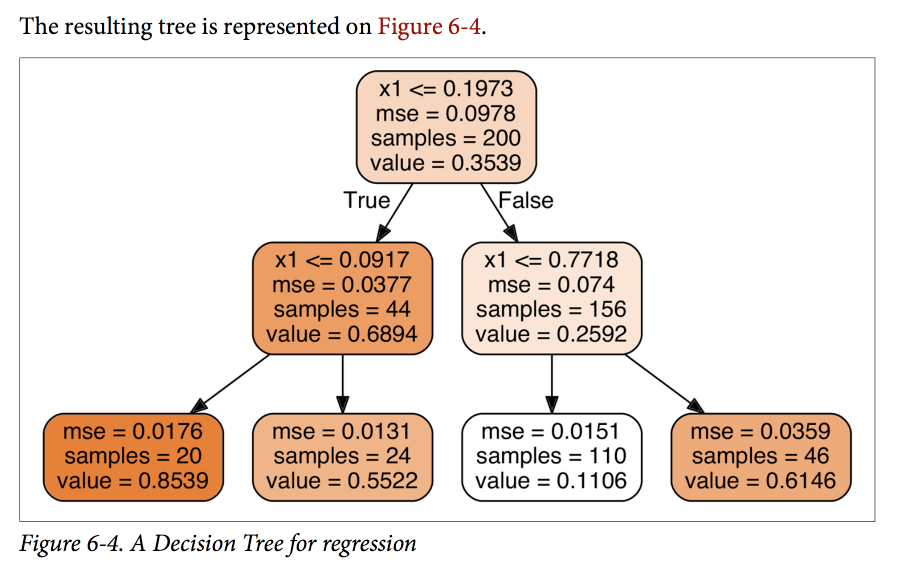 The resulting tree is represented on Figure 6-4.
x1 <= 0.1973
mse = 0.0978
samples = 200
value = 0.3539
True
False
x1 <= 0.0917
mse = 0.0377
samples = 44
value = 0.6894
x1 <= 0.7718
mse = 0.074
samples = 156
value = 0.2592
mse = 0.0176
samples = 20
value = 0.8539
mse = 0.0131
samples = 24
value = 0.5522
mse = 0.0151
samples = 110
value = 0.1106
mse = 0.0359
samples = 46
value = 0.6146
Figure 6-4. A Decision Tree for regression